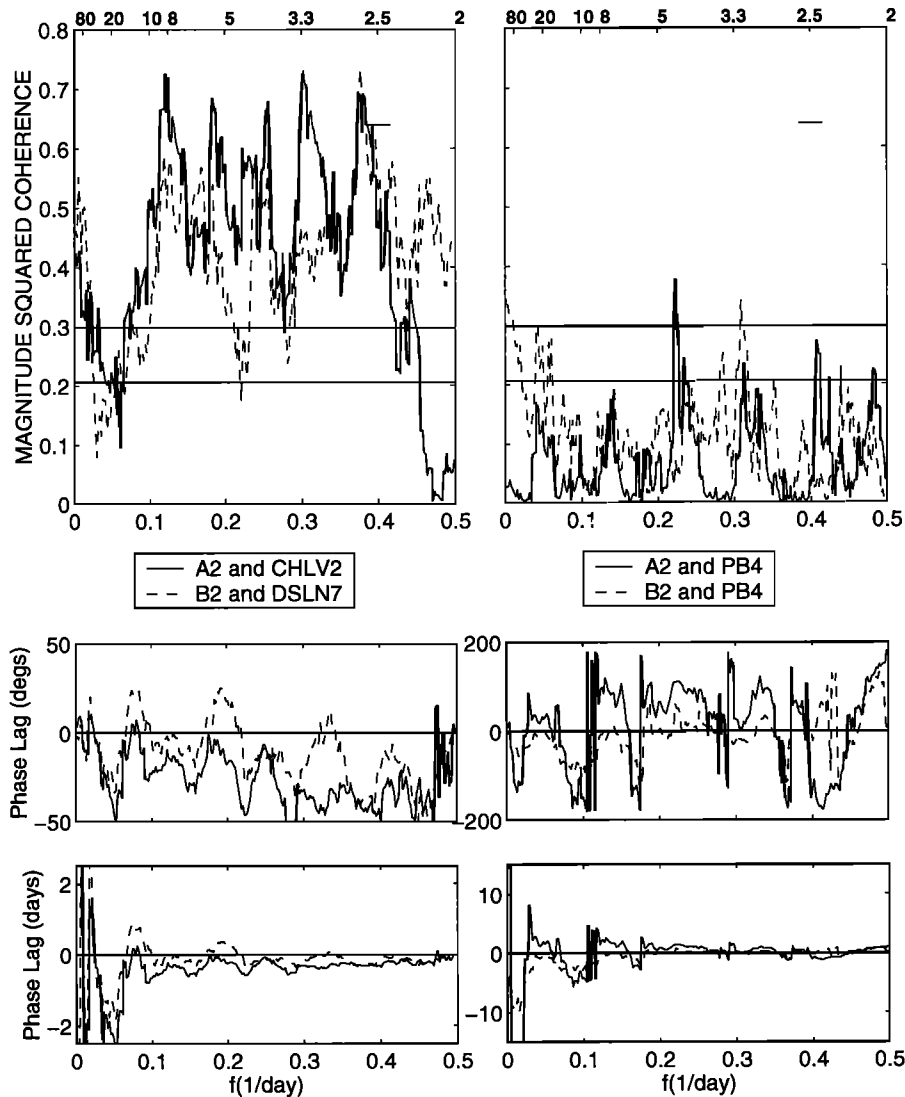 80 20 10 8 5 3.3 2.5 2
80 20 10 8 5 3.3 2.5 2
MAGNITUDE SQUARED COHERENCE
0.8
0.7
0.6
0.5
0.4
0.3
0.2
0.1
0
0 0.1 0.2 0.3 0.4 0.5
0 0.1 0.2 0.3 0.4 0.5
A2 and CHLV2
B2 and DSLN7
A2 and PB4
B2 and PB4
Phase Lag (degs)
50
0
−50
200
0
−200
Phase Lag (days)
2
0
−2
0 0.1 0.2 0.3 0.4 0.5
f(1/day)
10
0
−10
0 0.1 0.2 0.3 0.4 0.5
f(1/day)